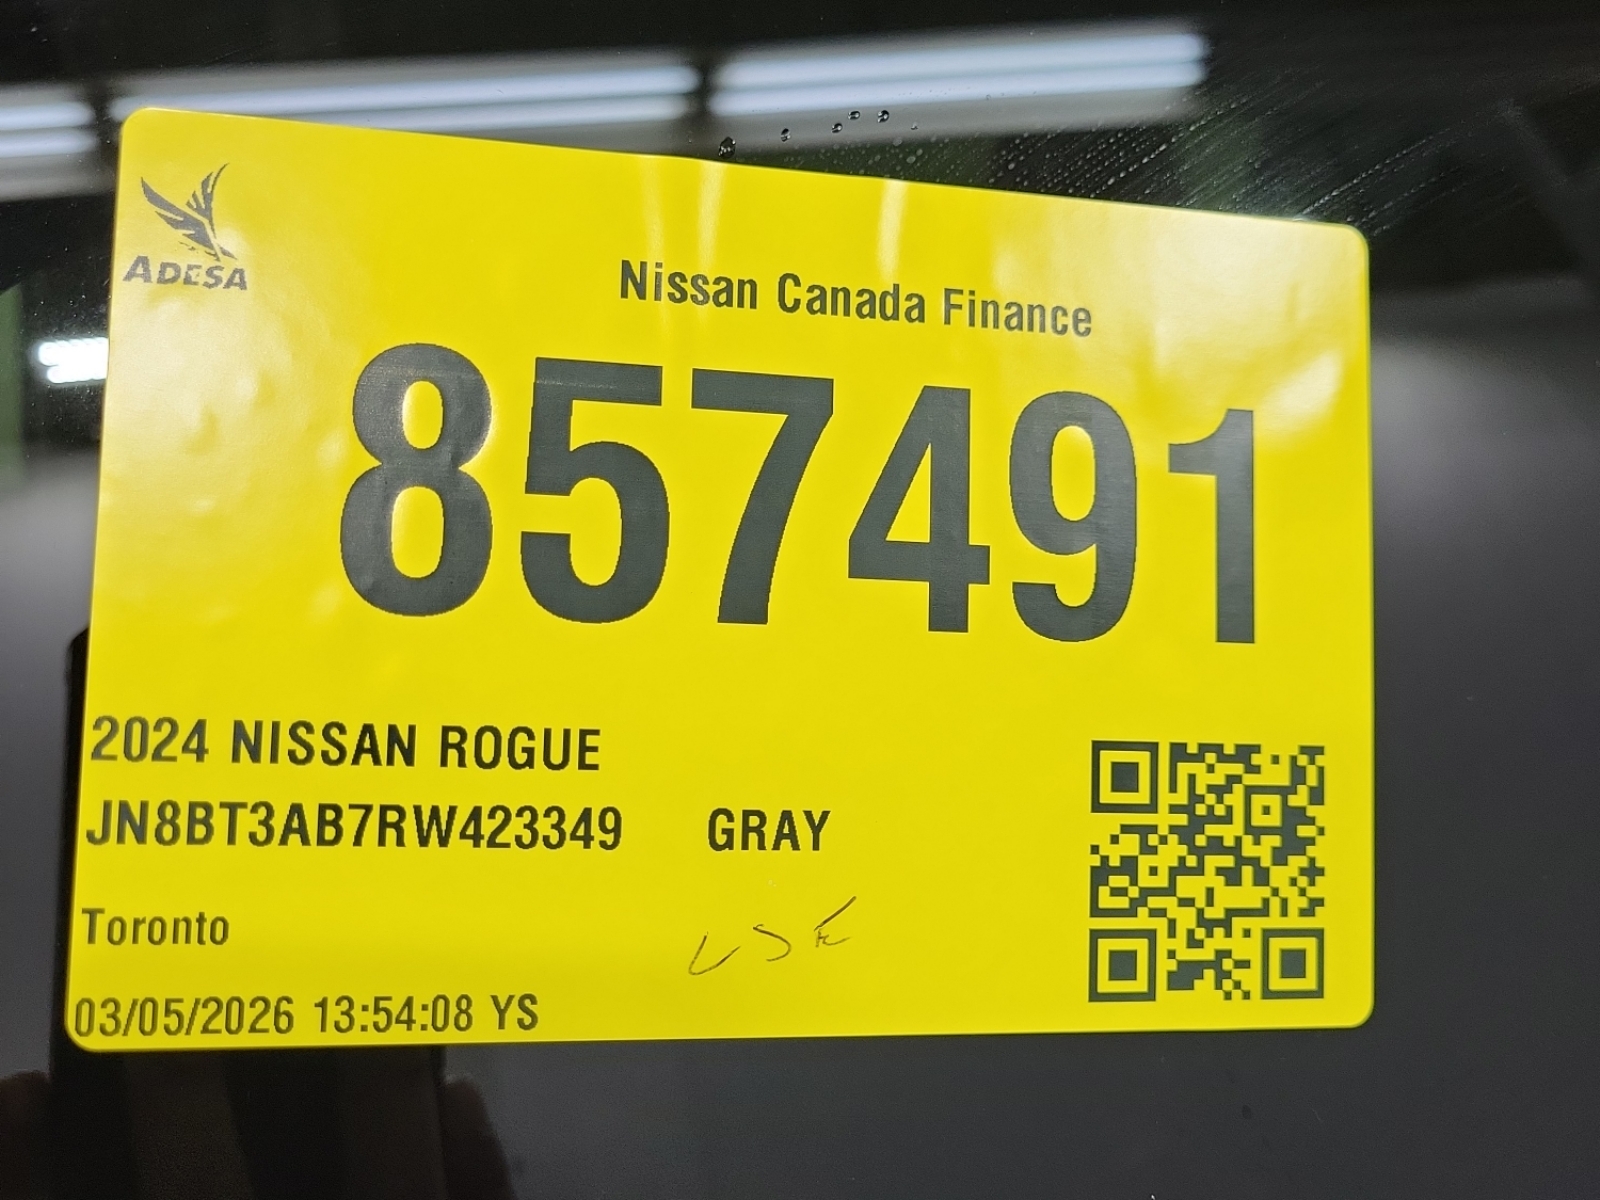 ADESA
Nissan Canada Finance
857491
2024 NISSAN ROGUE
JN8BT3AB7RW423349 GRAY
Toronto
03/05/2026 13:54:08 YS